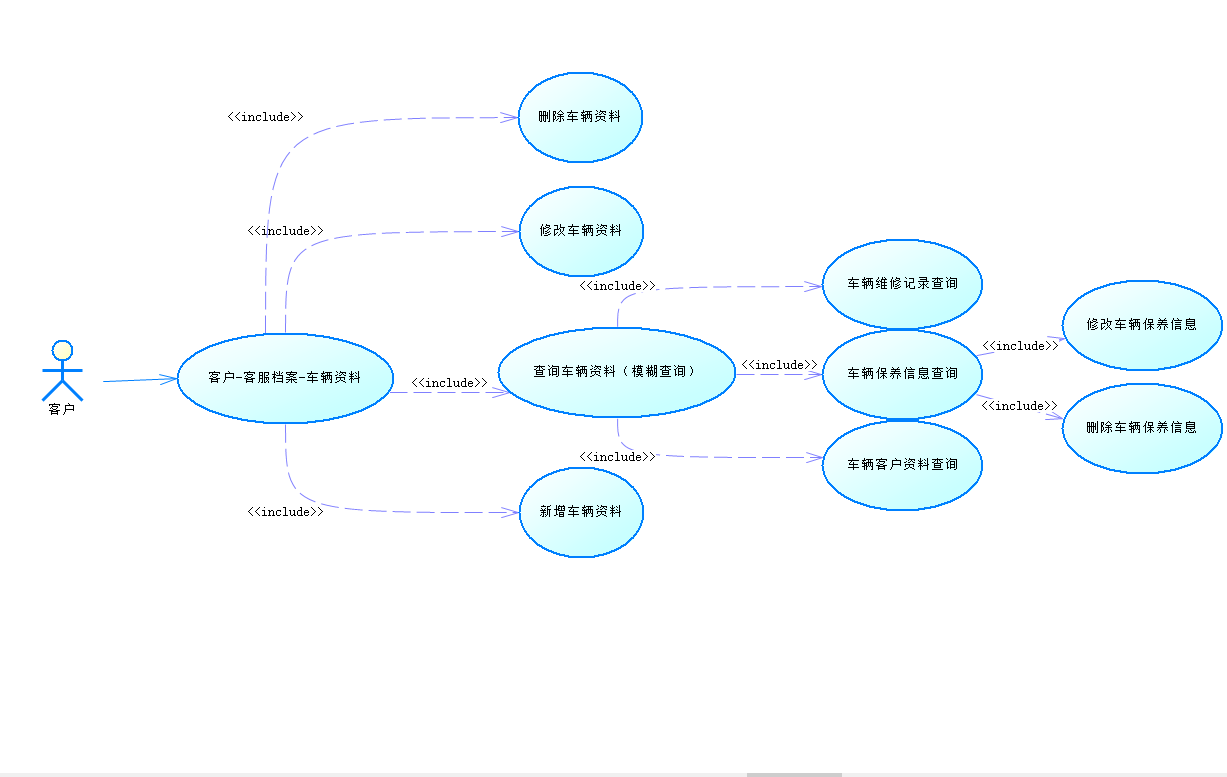 <<include>>
删除车辆资料
<<include>>
修改车辆资料
<<include>>
车辆维修记录查询
修改车辆保养信息
<<include>>
客户
客户-客服档案-车辆资料
<<include>>
查询车辆资料（模糊查询）
<<include>>
车辆保养信息查询
<<include>>
删除车辆保养信息
<<include>>
车辆客户资料查询
<<include>>
新增车辆资料